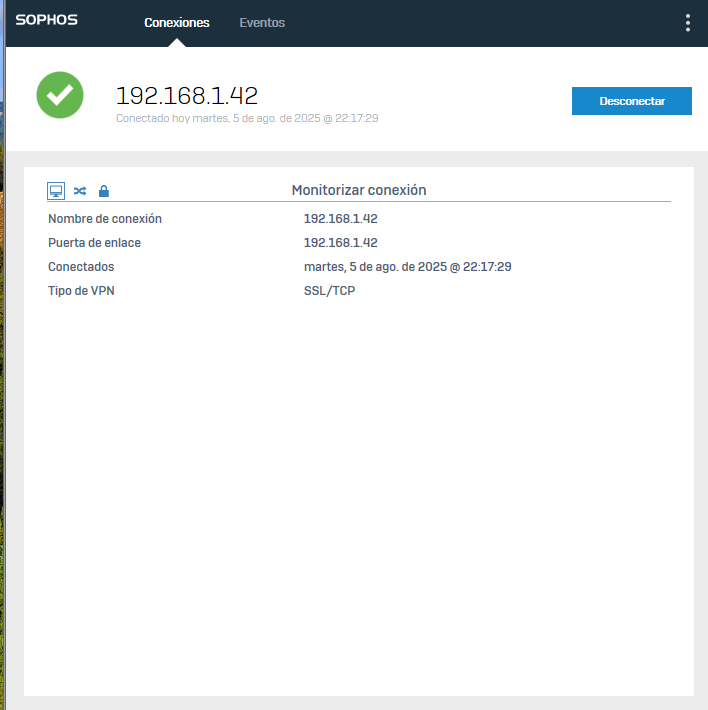 SOPHOS
Conexiones Eventos
192.168.1.42
Conectado hoy martes, 5 de ago. de 2025 @ 22:17:29
Desconectar
Monitorizar conexión
Nombre de conexión 192.168.1.42
Puerta de enlace 192.168.1.42
Conectados martes, 5 de ago. de 2025 @ 22:17:29
Tipo de VPN SSL/TCP